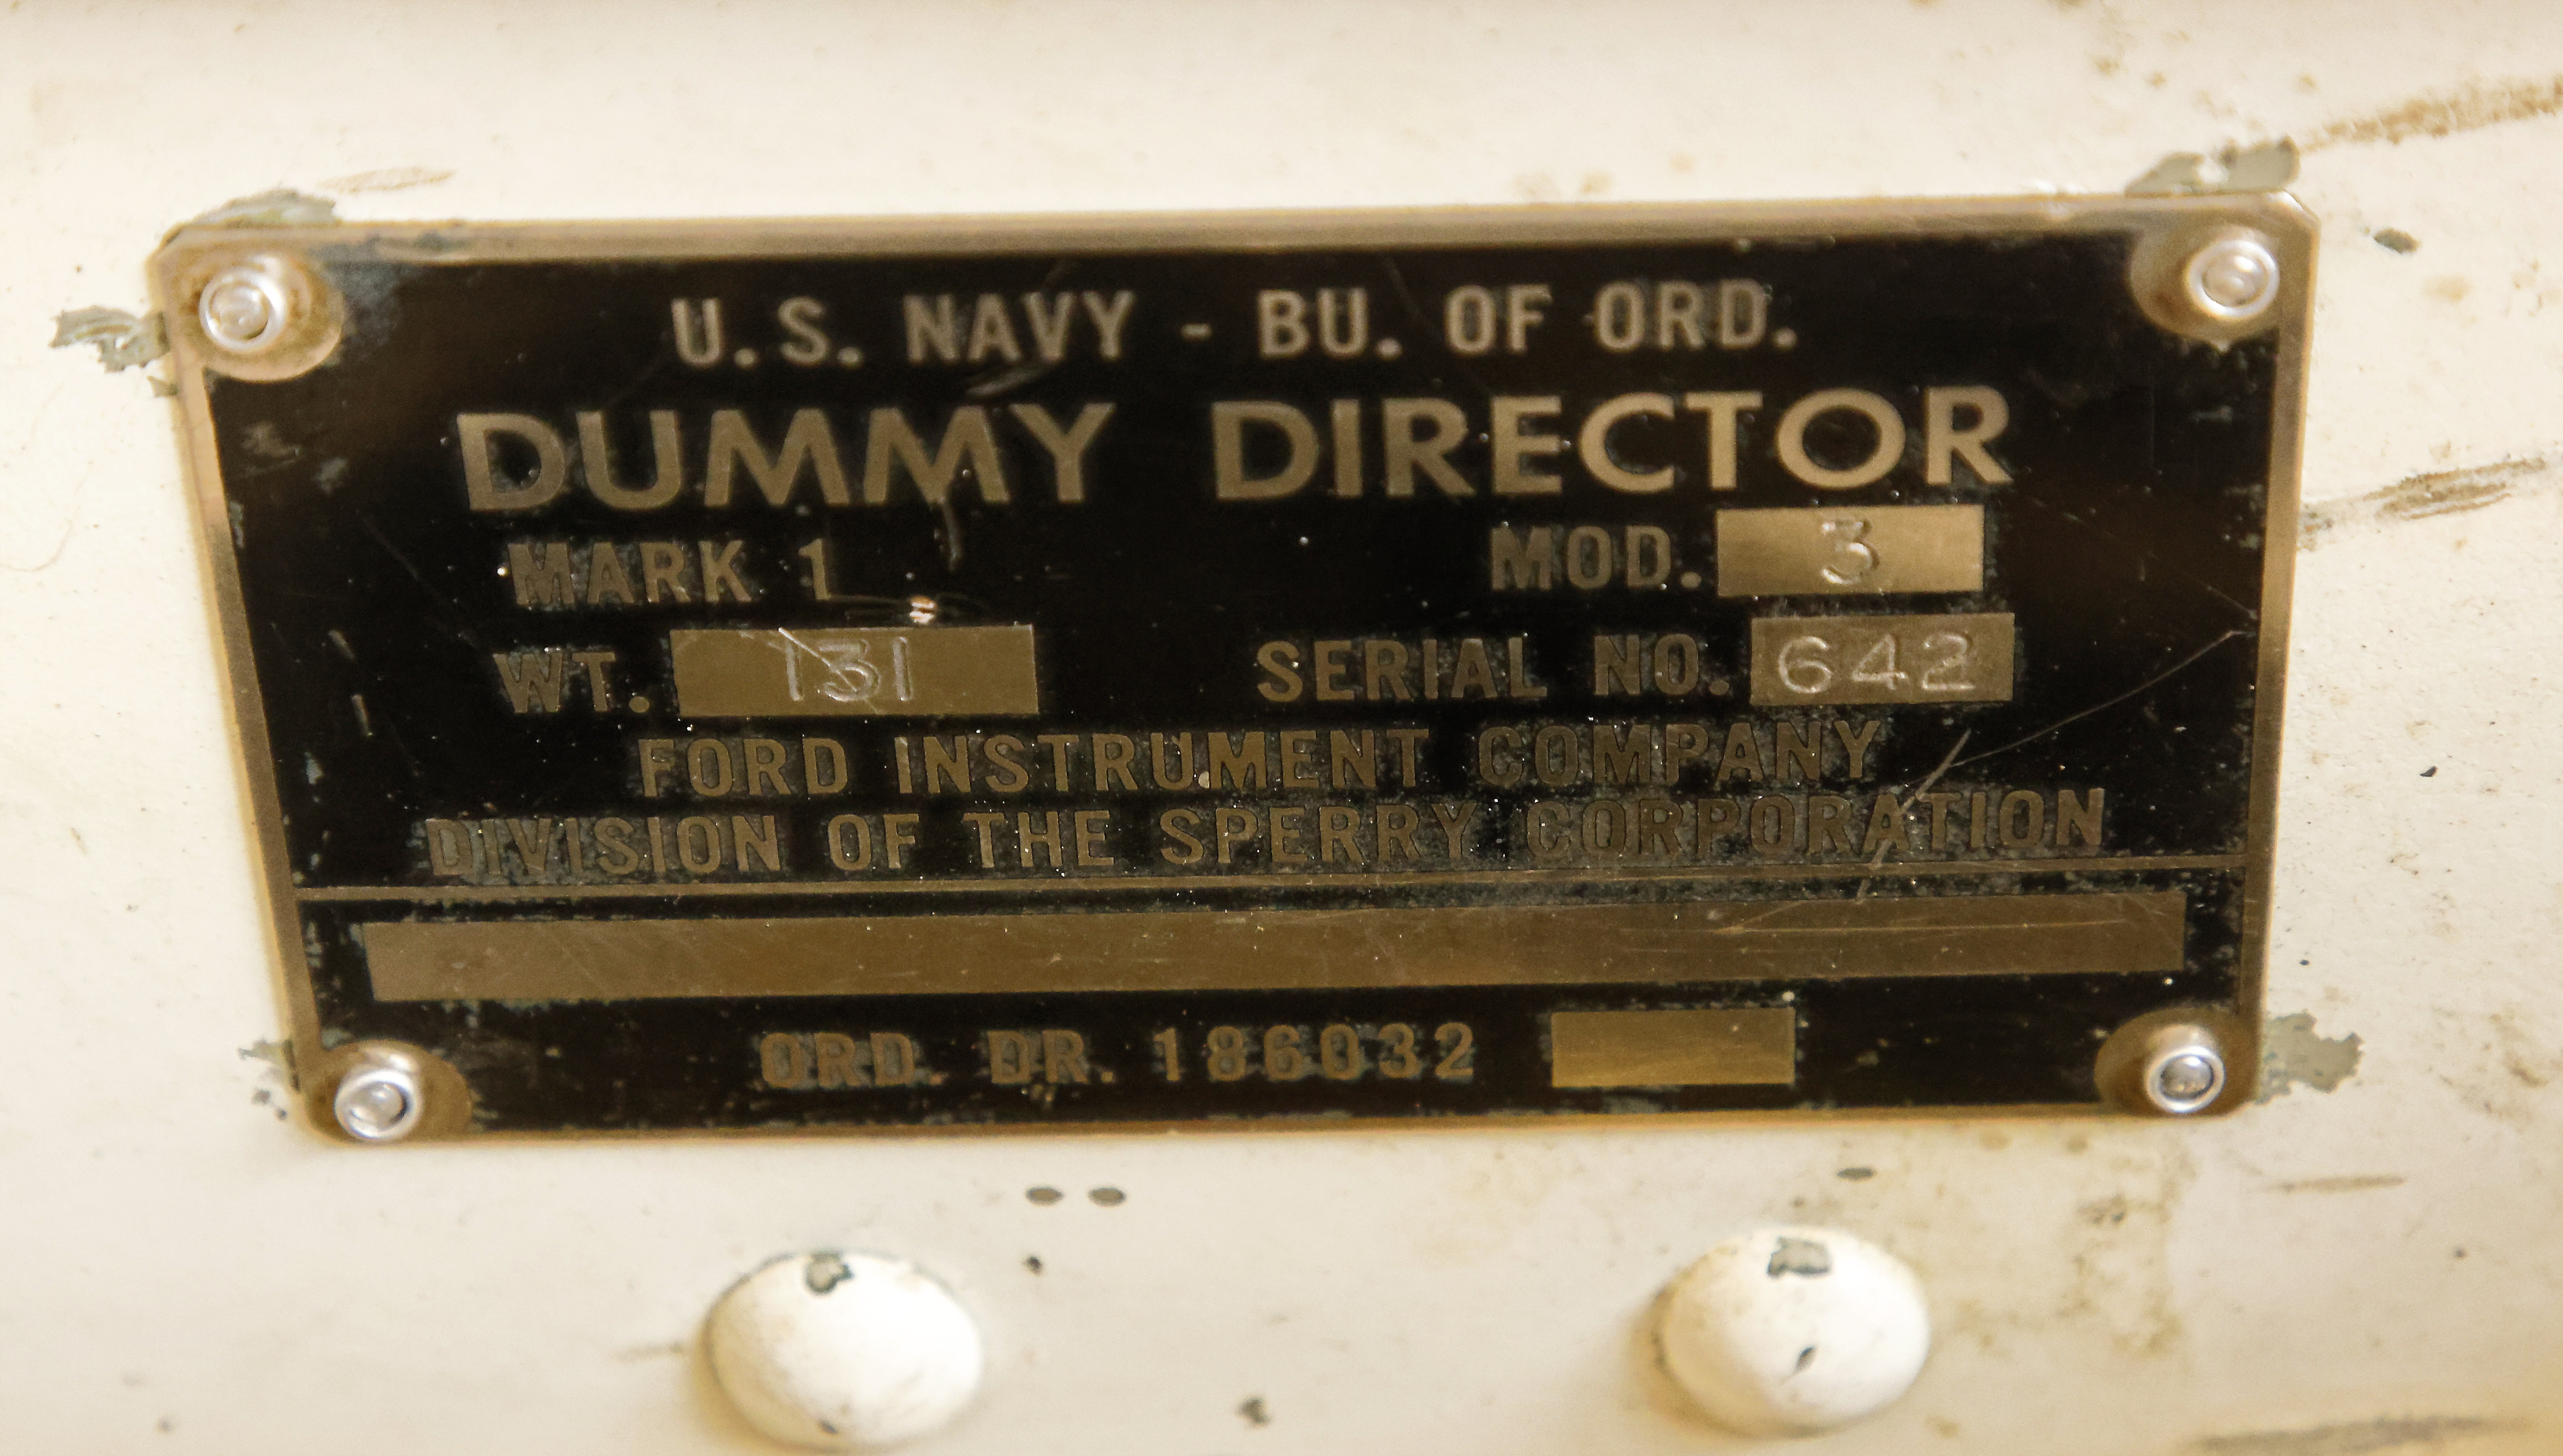 U.S. NAVY - BU. OF ORD.
DUMMY DIRECTOR
MARK 1 MOD. 3
WT. 131 SERIAL NO. 642
FORD INSTRUMENT COMPANY
DIVISION OF THE SPERRY CORPORATION
ORD. DR. 186032